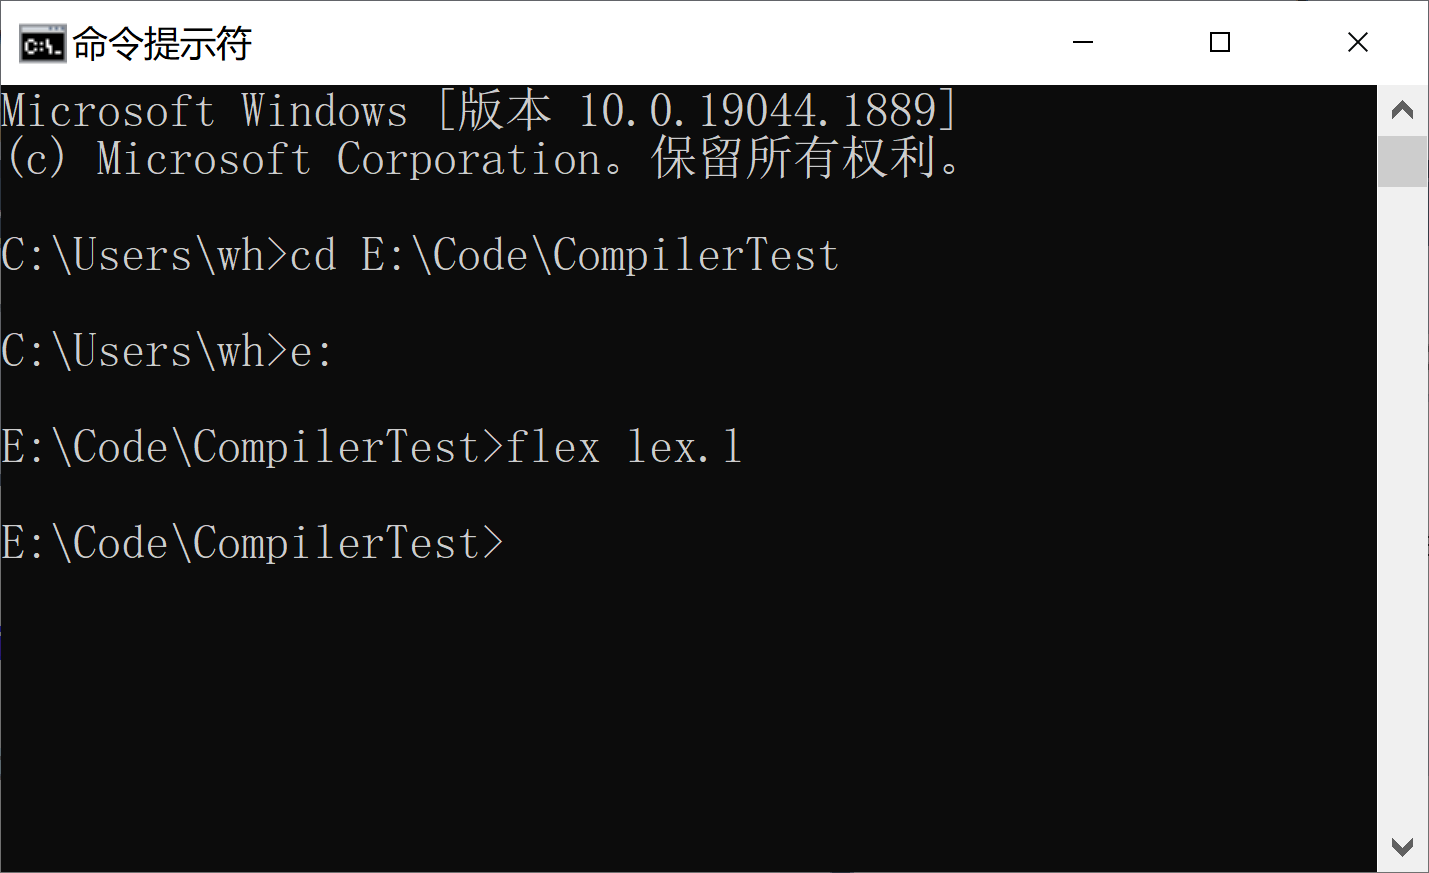 命令提示符
Microsoft Windows [版本 10.0.19044.1889]
(c) Microsoft Corporation。保留所有权利。
C:\Users\wh>cd E:\Code\CompilerTest
C:\Users\wh>e:
E:\Code\CompilerTest>flex lex.l
E:\Code\CompilerTest>